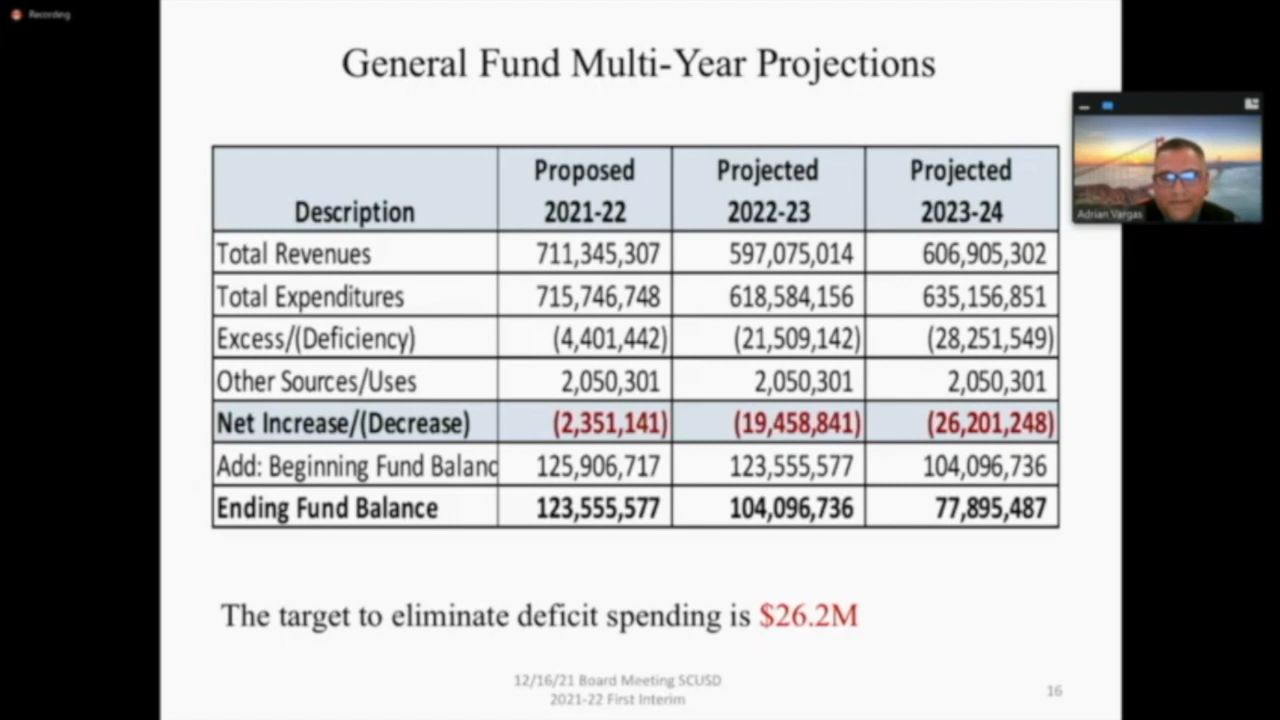 Recording
General Fund Multi-Year Projections
Description Proposed 2021-22 Projected 2022-23 Projected 2023-24
Total Revenues 711,345,307 597,075,014 606,905,302
Total Expenditures 715,746,748 618,584,156 635,156,851
Excess/(Deficiency) (4,401,442) (21,509,142) (28,251,549)
Other Sources/Uses 2,050,301 2,050,301 2,050,301
Net Increase/(Decrease) (2,351,141) (19,458,841) (26,201,248)
Add: Beginning Fund Balanc 125,906,717 123,555,577 104,096,736
Ending Fund Balance 123,555,577 104,096,736 77,895,487
Adrian Vargas
The target to eliminate deficit spending is $26.2M
12/16/21 Board Meeting SCUSD
2021-22 First Interim
16